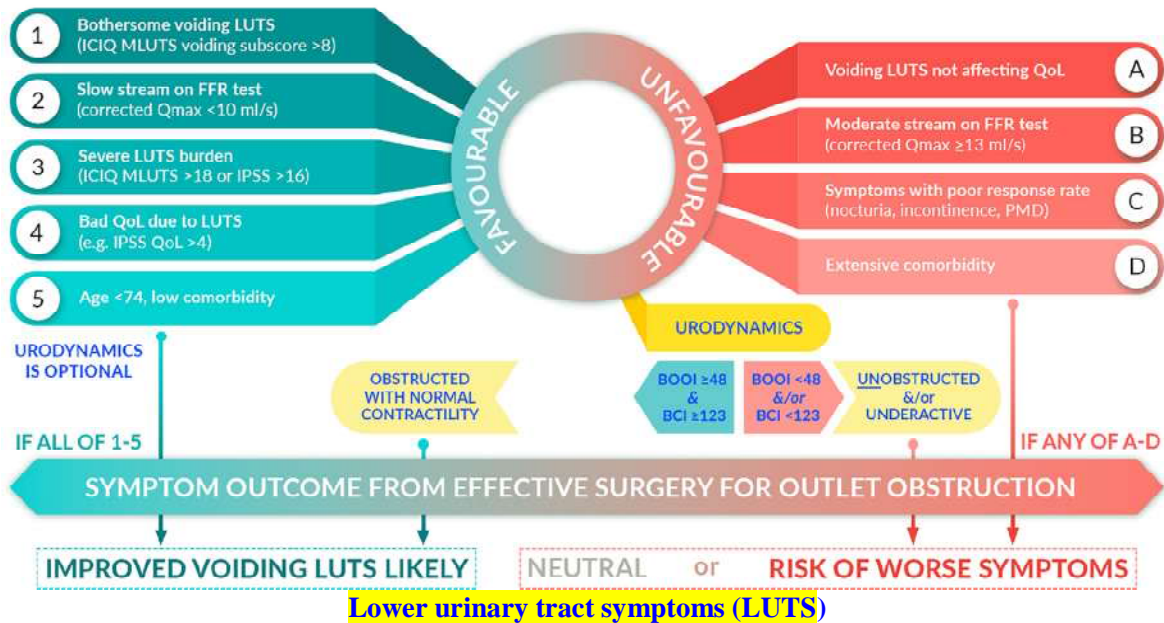 1
Bothersome voiding LUTS
(ICIQ MLUTS voiding subscore >8)
2
Slow stream on FFR test
(corrected Qmax <10 ml/s)
3
Severe LUTS burden
(ICIQ MLUTS >18 or IPSS >16)
4
Bad QoL due to LUTS
(e.g. IPSS QoL >4)
5
Age <74, low comorbidity
FAVOURABLE
UNFAVOURABLE
Voiding LUTS not affecting QoL
A
Moderate stream on FFR test
(corrected Qmax ≥13 ml/s)
B
Symptoms with poor response rate
(nocturia, incontinence, PMD)
C
Extensive comorbidity
D
URODYNAMICS
URODYNAMICS
IS OPTIONAL
OBSTRUCTED
WITH NORMAL
CONTRACTILITY
BOOI ≥48
&
BCI ≥123
BOOI <48
&/or
BCI <123
UNOBSTRUCTED
&/or
UNDERACTIVE
IF ALL OF 1-5
IF ANY OF A-D
SYMPTOM OUTCOME FROM EFFECTIVE SURGERY FOR OUTLET OBSTRUCTION
IMPROVED VOIDING LUTS LIKELY
NEUTRAL or RISK OF WORSE SYMPTOMS
Lower urinary tract symptoms (LUTS)